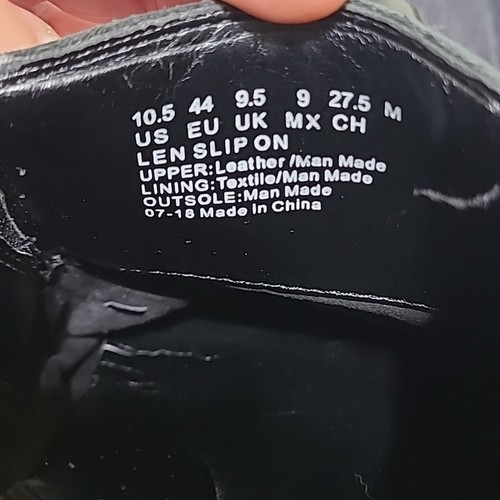 10.5 44 9.5 9 27.5 M
US EU UK MX CH
LEN SLIP ON
UPPER:Leather/Man Made
LINING:Textile/Man Made
OUTSOLE:Man Made
07-18 Made in China